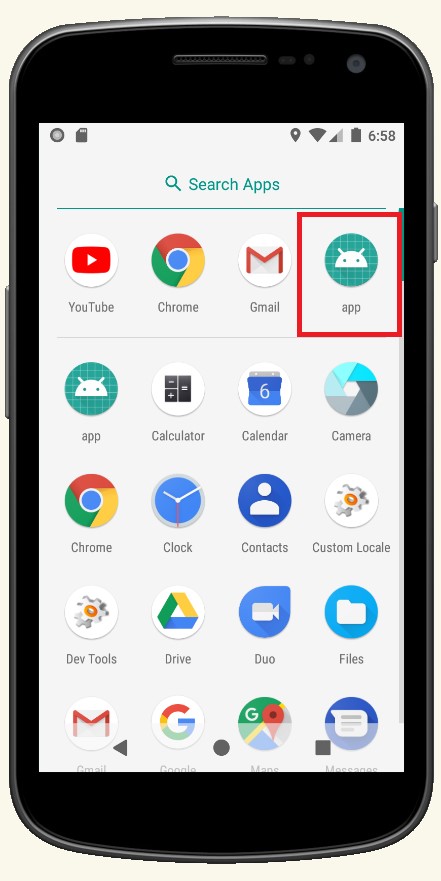 6:58
Search Apps
YouTube Chrome Gmail app
app Calculator Calendar Camera
6
Chrome Clock Contacts Custom Locale
Dev Tools Drive Duo Files
Gmail Google Maps Messages